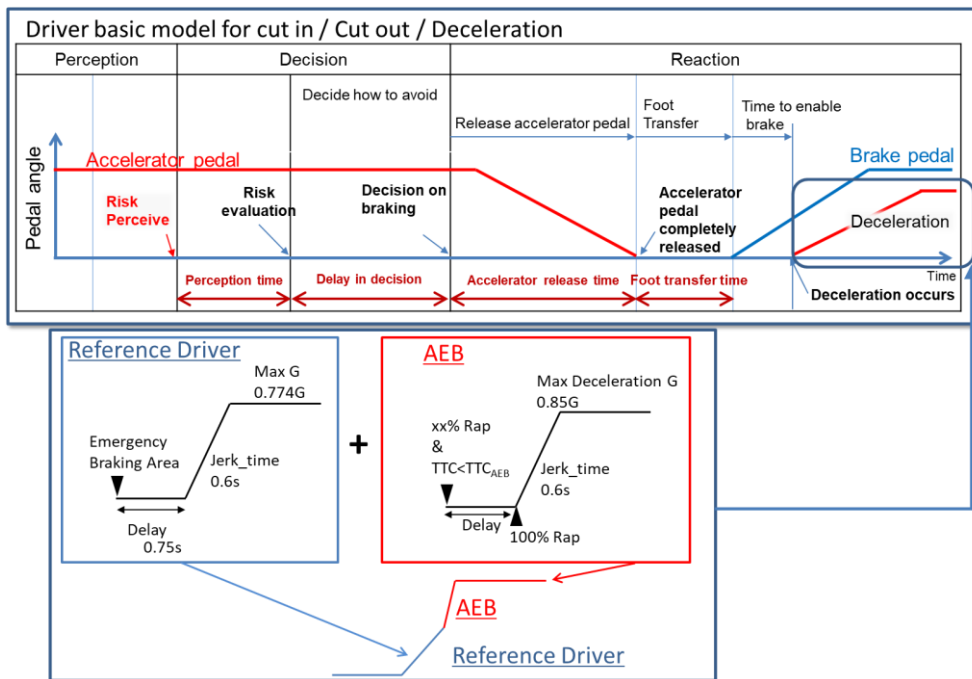 Driver basic model for cut in / Cut out / Deceleration
Perception
Decision
Reaction
Decide how to avoid
Release accelerator pedal
Foot
Transfer
Time to enable
brake
Pedal angle
Accelerator pedal
Brake pedal
Risk
Perceive
Risk
evaluation
Decision on
braking
Accelerator
pedal
completely
released
Deceleration
Time
Perception time
Delay in decision
Accelerator release time
Foot transfer time
Deceleration occurs
Reference Driver
Max G
0.774G
Emergency
Braking Area
Jerk_time
0.6s
Delay
0.75s
+
AEB
Max Deceleration G
0.85G
xx% Rap
&
TTC<TTCAEB
Jerk_time
0.6s
Delay
100% Rap
AEB
Reference Driver